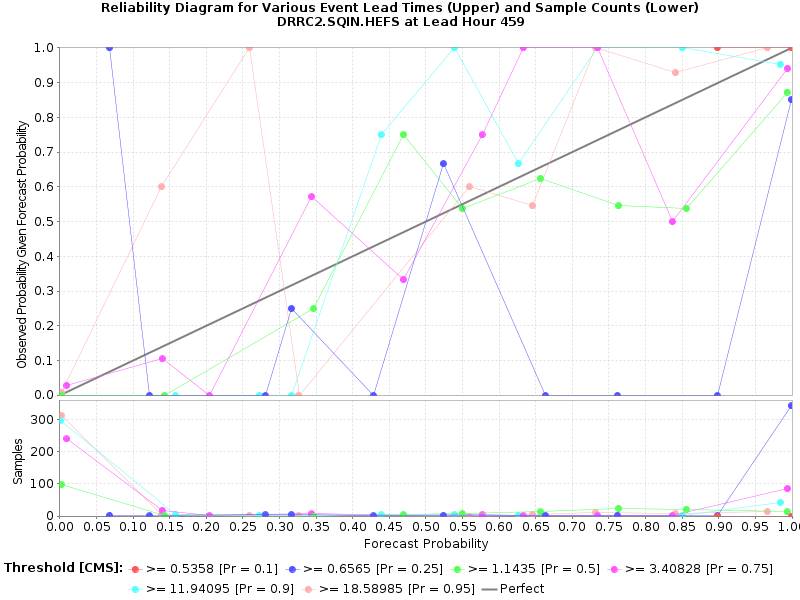 Reliability Diagram for Various Event Lead Times (Upper) and Sample Counts (Lower)
DRRC2.SQIN.HEFS at Lead Hour 459
Observed Probability Given Forecast Probability
1.0
0.9
0.8
0.7
0.6
0.5
0.4
0.3
0.2
0.1
0.0
Samples
300
200
100
0
0.00 0.05 0.10 0.15 0.20 0.25 0.30 0.35 0.40 0.45 0.50 0.55 0.60 0.65 0.70 0.75 0.80 0.85 0.90 0.95 1.0
Forecast Probability
Threshold [CMS]: >= 0.5358 [Pr = 0.1] >= 0.6565 [Pr = 0.25] >= 1.1435 [Pr = 0.5] >= 3.40828 [Pr = 0.75]
>= 11.94095 [Pr = 0.9] >= 18.58985 [Pr = 0.95] Perfect